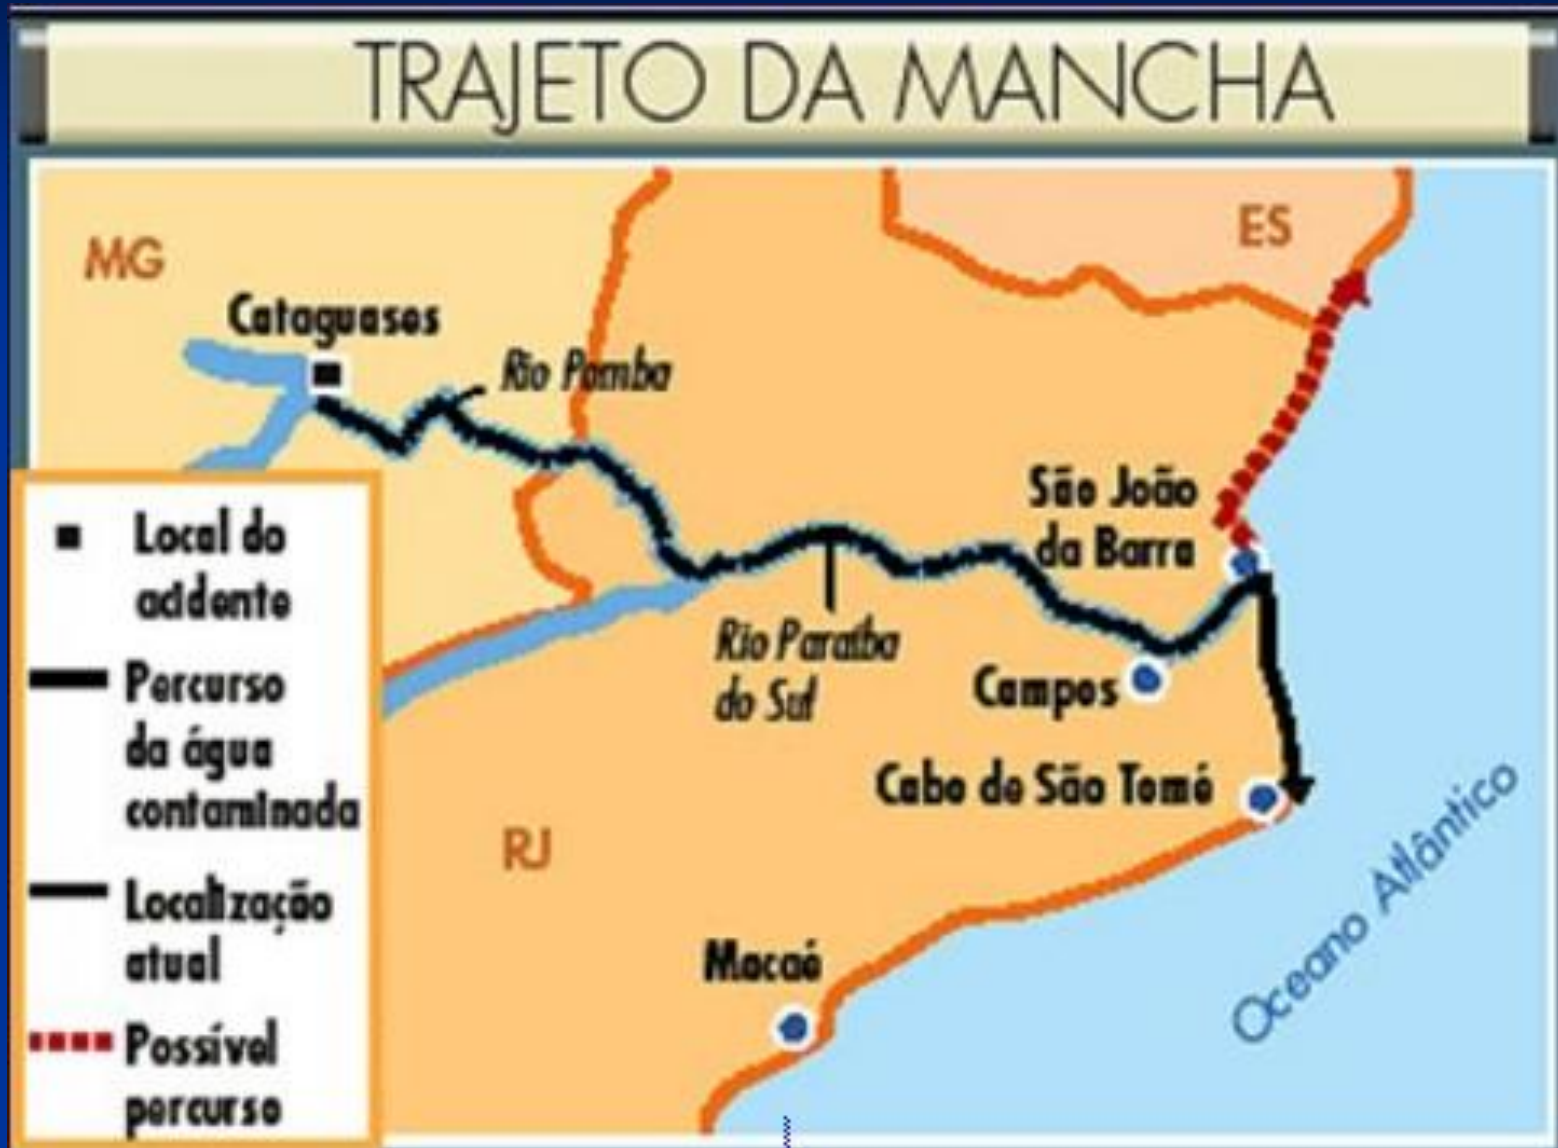 TRAJETO DA MANCHA
MG
ES
Cataguases
Rio Pomba
São João
da Barra
Rio Paraíba
do Sul
Campos
Cabo de São Tomé
RJ
Macaé
Oceano Atlântico
Local do
acidente
Percurso
da água
contaminada
Localização
atual
Possível
percurso